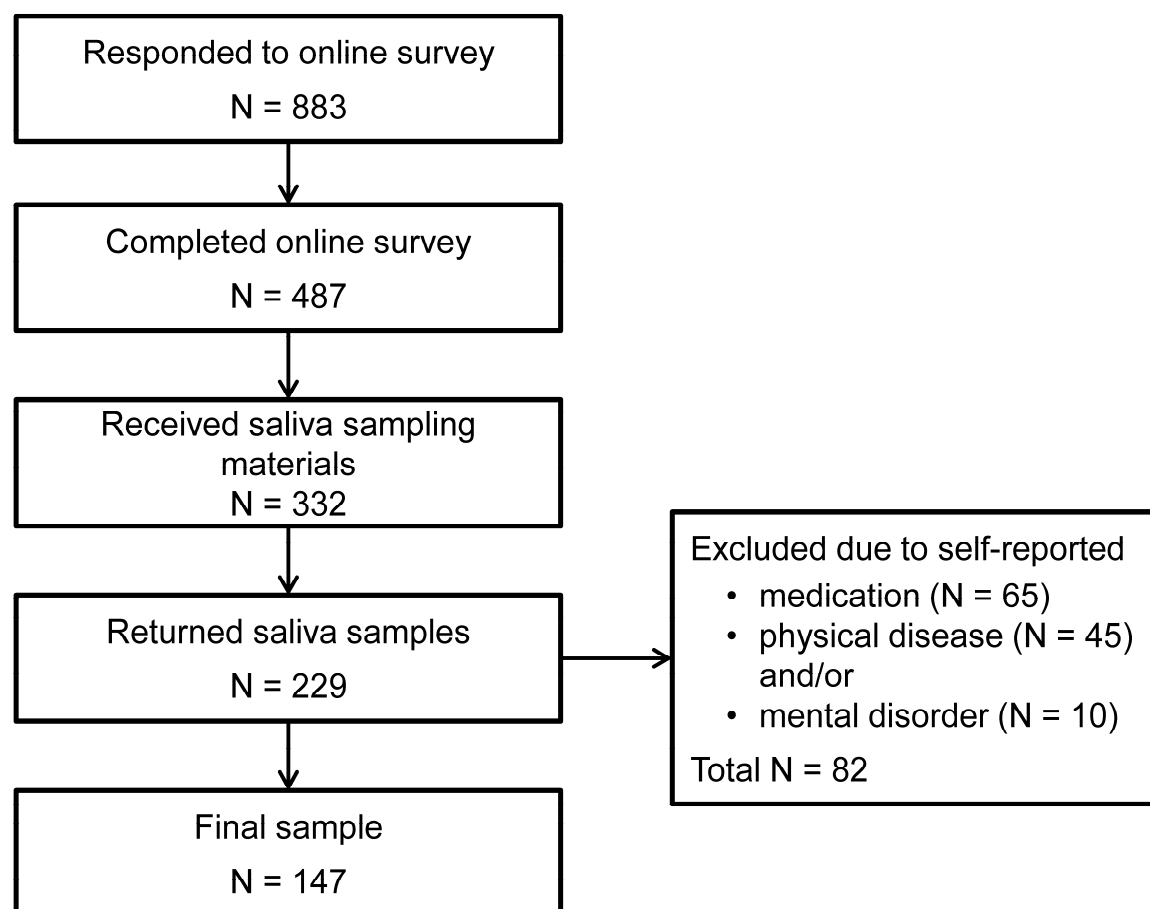 Responded to online survey
N = 883
Completed online survey
N = 487
Received saliva sampling
materials
N = 332
Returned saliva samples
N = 229
Excluded due to self-reported
• medication (N = 65)
• physical disease (N = 45)
and/or
• mental disorder (N = 10)
Total N = 82
Final sample
N = 147